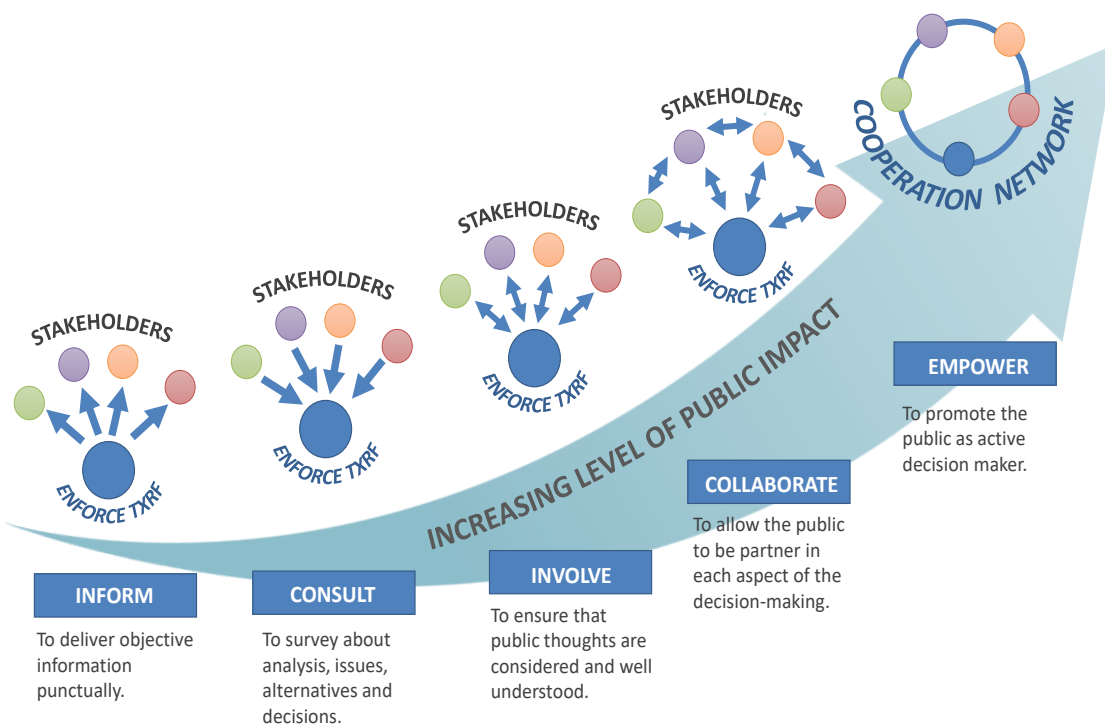 STAKEHOLDERS
ENFORCE TXRF
STAKEHOLDERS
ENFORCE TXRF
STAKEHOLDERS
ENFORCE TXRF
STAKEHOLDERS
ENFORCE TXRF
COOPERATION NETWORK
INCREASING LEVEL OF PUBLIC IMPACT
INFORM
To deliver objective
information
punctually.
CONSULT
To survey about
analysis, issues,
alternatives and
decisions.
INVOLVE
To ensure that
public thoughts are
considered and well
understood.
COLLABORATE
To allow the public
to be partner in
each aspect of the
decision-making.
EMPOWER
To promote the
public as active
decision maker.